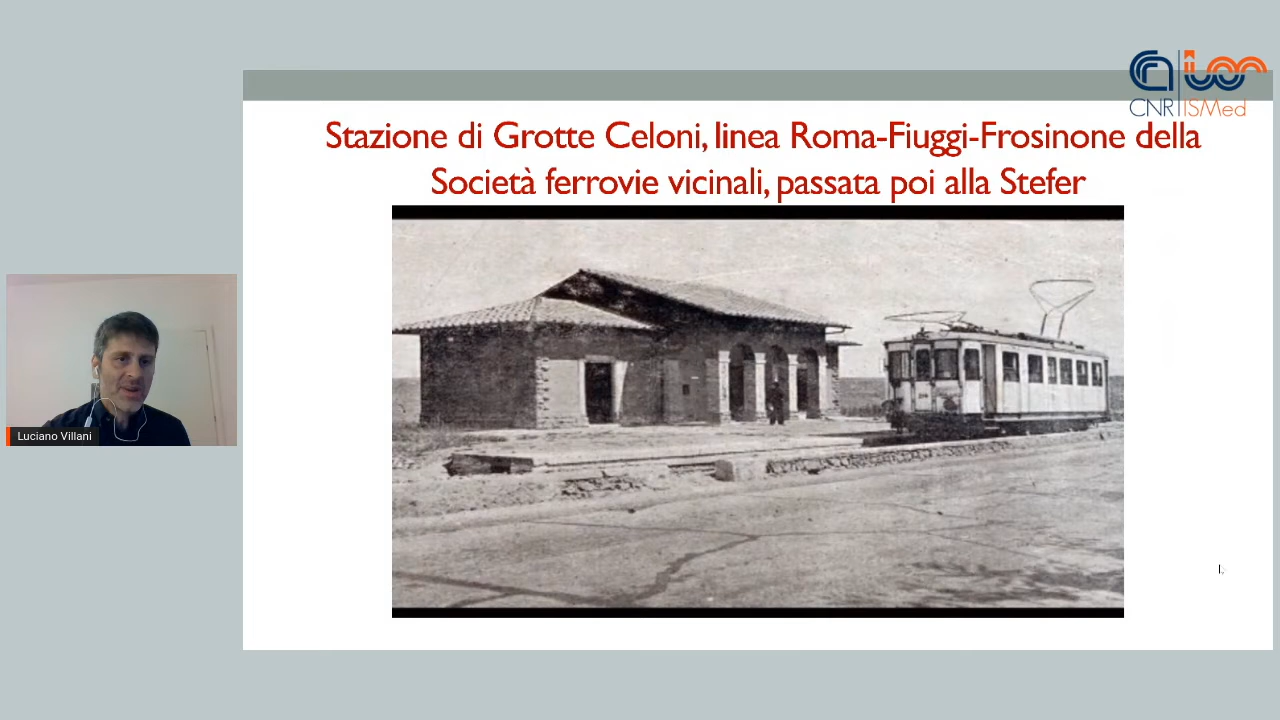 CNR ISMed
Stazione di Grotte Celoni, linea Roma-Fiuggi-Frosinone della
Società ferrovie vicinali, passata poi alla Stefer
Luciano Villani